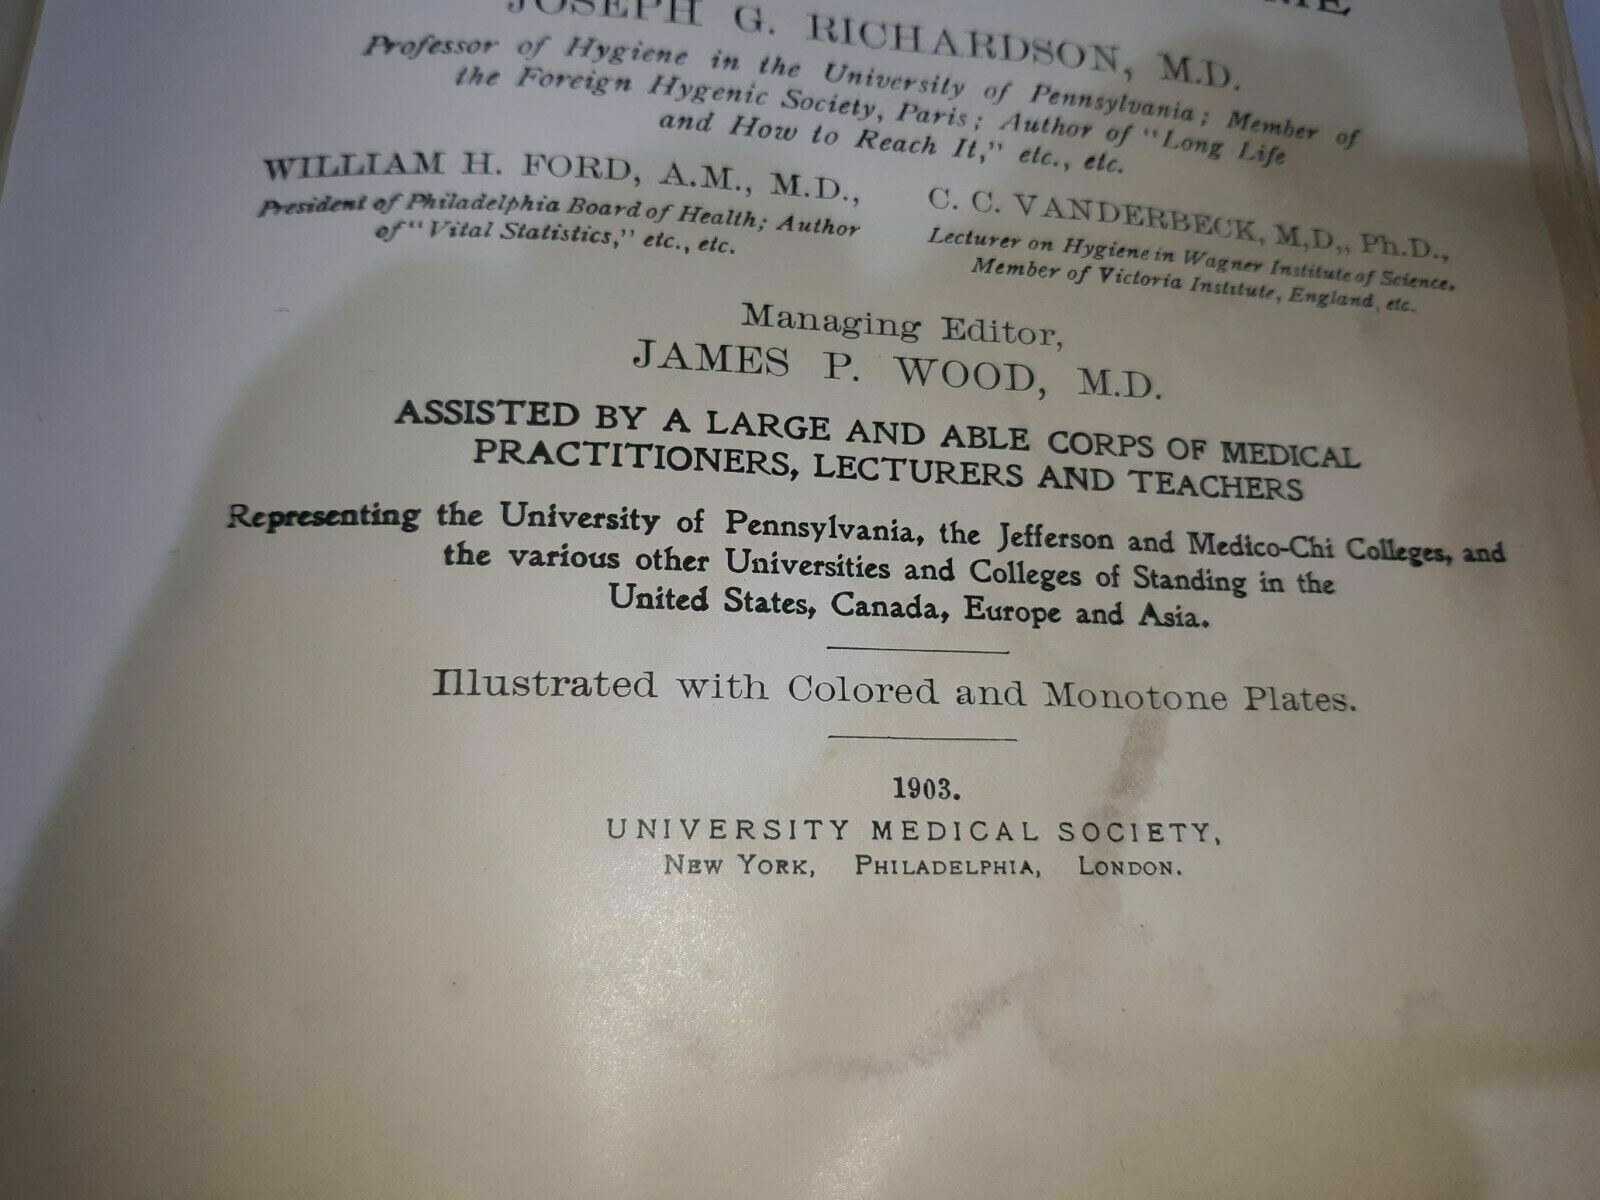 JOSEPH G. RICHARDSON, M.D.
Professor of Hygiene in the University of Pennsylvania; Member of
the Foreign Hygenic Society, Paris; Author of "Long Life
and How to Reach It," etc., etc.
WILLIAM H. FORD, A.M., M.D.,
President of Philadelphia Board of Health; Author
of "Vital Statistics," etc., etc.
C. C. VANDERBECK, M,D,, Ph.D.,
Lecturer on Hygiene in Wagner Institute of Science,
Member of Victoria Institute, England, etc.
Managing Editor,
JAMES P. WOOD, M.D.
ASSISTED BY A LARGE AND ABLE CORPS OF MEDICAL
PRACTITIONERS, LECTURERS AND TEACHERS
Representing the University of Pennsylvania, the Jefferson and Medico-Chi Colleges, and
the various other Universities and Colleges of Standing in the
United States, Canada, Europe and Asia.
Illustrated with Colored and Monotone Plates.
1903.
UNIVERSITY MEDICAL SOCIETY,
NEW YORK, PHILADELPHIA, LONDON.